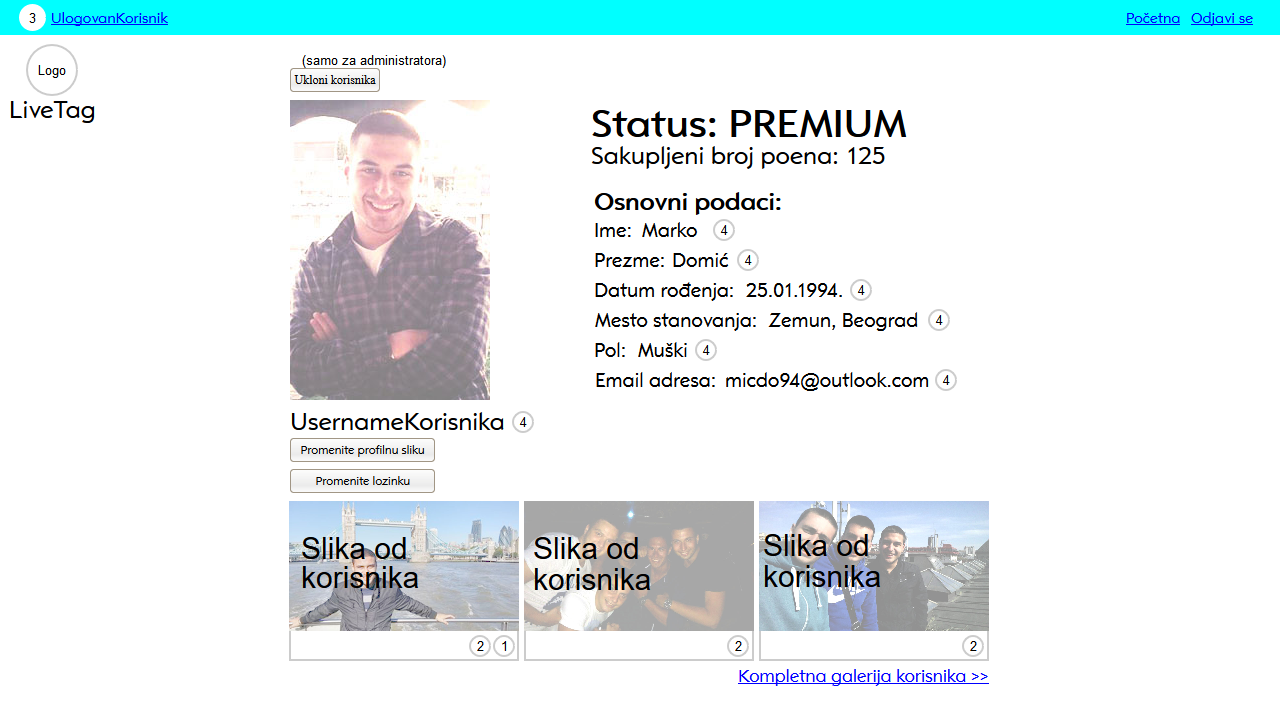 3 UlogovanKorisnik Početna Odjavi se
Logo
LiveTag
(samo za administratora)
Ukloni korisnika
Status: PREMIUM
Sakupljeni broj poena: 125
Osnovni podaci:
Ime: Marko 4
Prezme: Domić 4
Datum rođenja: 25.01.1994. 4
Mesto stanovanja: Zemun, Beograd 4
Pol: Muški 4
Email adresa: micdo94@outlook.com 4
UsernameKorisnika 4
Promenite profilnu sliku
Promenite lozinku
Slika od
korisnika
2 1
Slika od
korisnika
2
Slika od
korisnika
2
Kompletna galerija korisnika >>